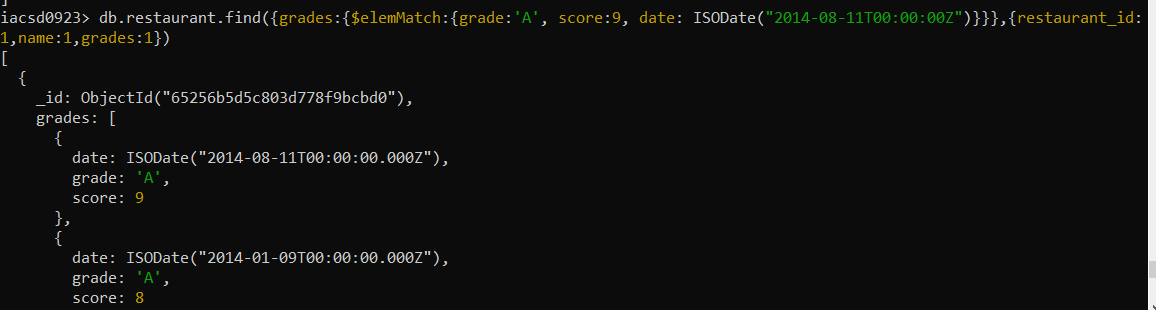 ]
iacsd0923> db.restaurant.find({grades:{$elemMatch:{grade:'A', score:9, date: ISODate("2014-08-11T00:00:00Z")}}},{restaurant_id:
1,name:1,grades:1})
[
  {
    _id: ObjectId("65256b5d5c803d778f9bcbd0"),
    grades: [
      {
        date: ISODate("2014-08-11T00:00:00.000Z"),
        grade: 'A',
        score: 9
      },
      {
        date: ISODate("2014-01-09T00:00:00.000Z"),
        grade: 'A',
        score: 8